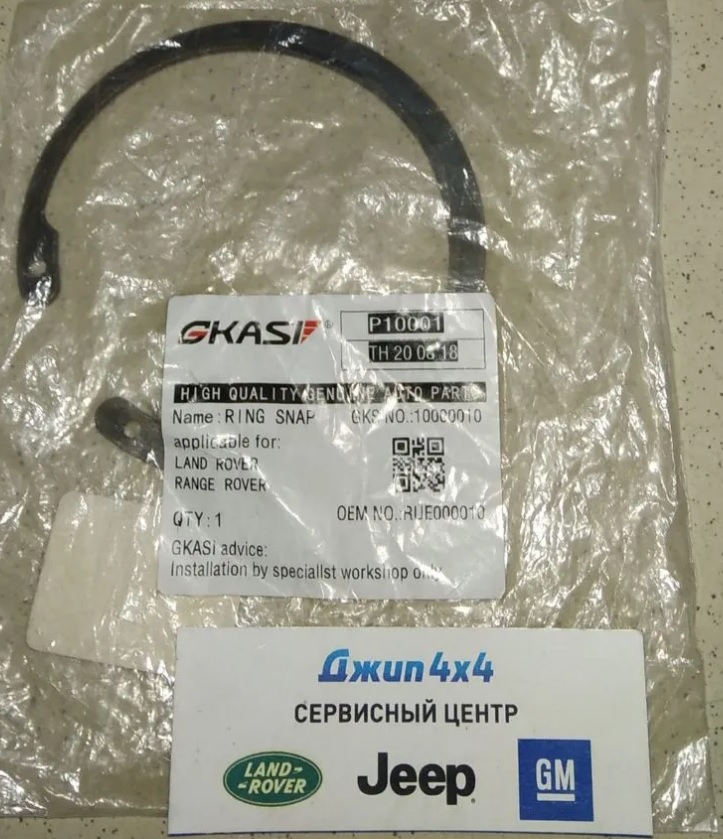 GKASI®
P10001
TH 20 08 18
HIGH QUALITY GENUINE AUTO PARTS
Name: RING SNAP GKS NO.:10000010
applicable for:
LAND ROVER
RANGE ROVER
QTY: 1 OEM NO.: RUE000010
GKASI advice:
Installation by specialist workshop only
Джип 4x4
СЕРВИСНЫЙ ЦЕНТР
LAND-
-ROVER
Jeep
GM